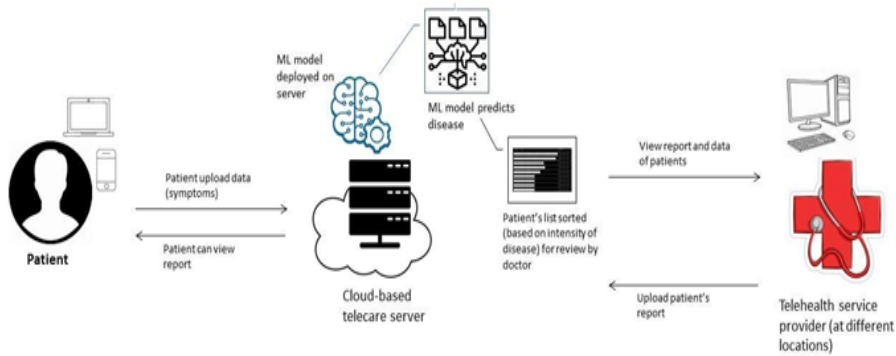 ML model
deployed on
server
ML model predicts
disease
Patient upload data
(symptoms)
Patient can view
report
Patient
Cloud-based
telecare server
Patient's list sorted
(based on intensity of
disease) for review by
doctor
View report and data
of patients
Upload patient's
report
Telehealth service
provider (at different
locations)